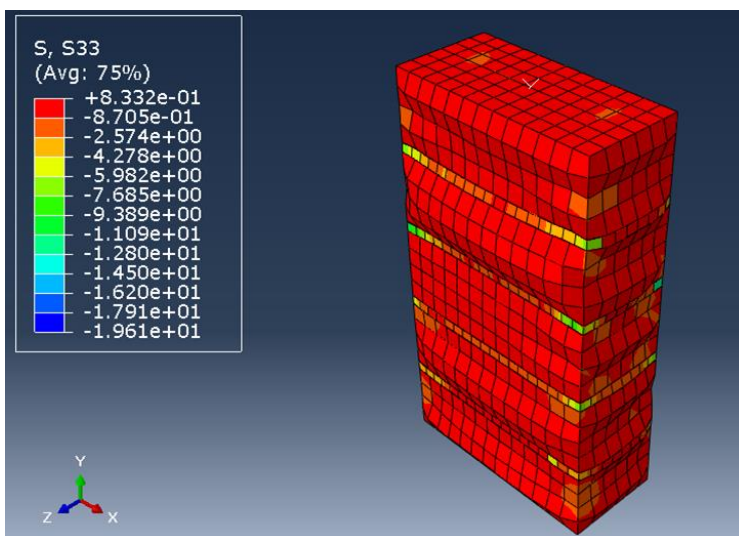 S, S33
(Avg: 75%)
+8.332e-01
-8.705e-01
-2.574e+00
-4.278e+00
-5.982e+00
-7.685e+00
-9.389e+00
-1.109e+01
-1.280e+01
-1.450e+01
-1.620e+01
-1.791e+01
-1.961e+01
Y
Y
Z
X